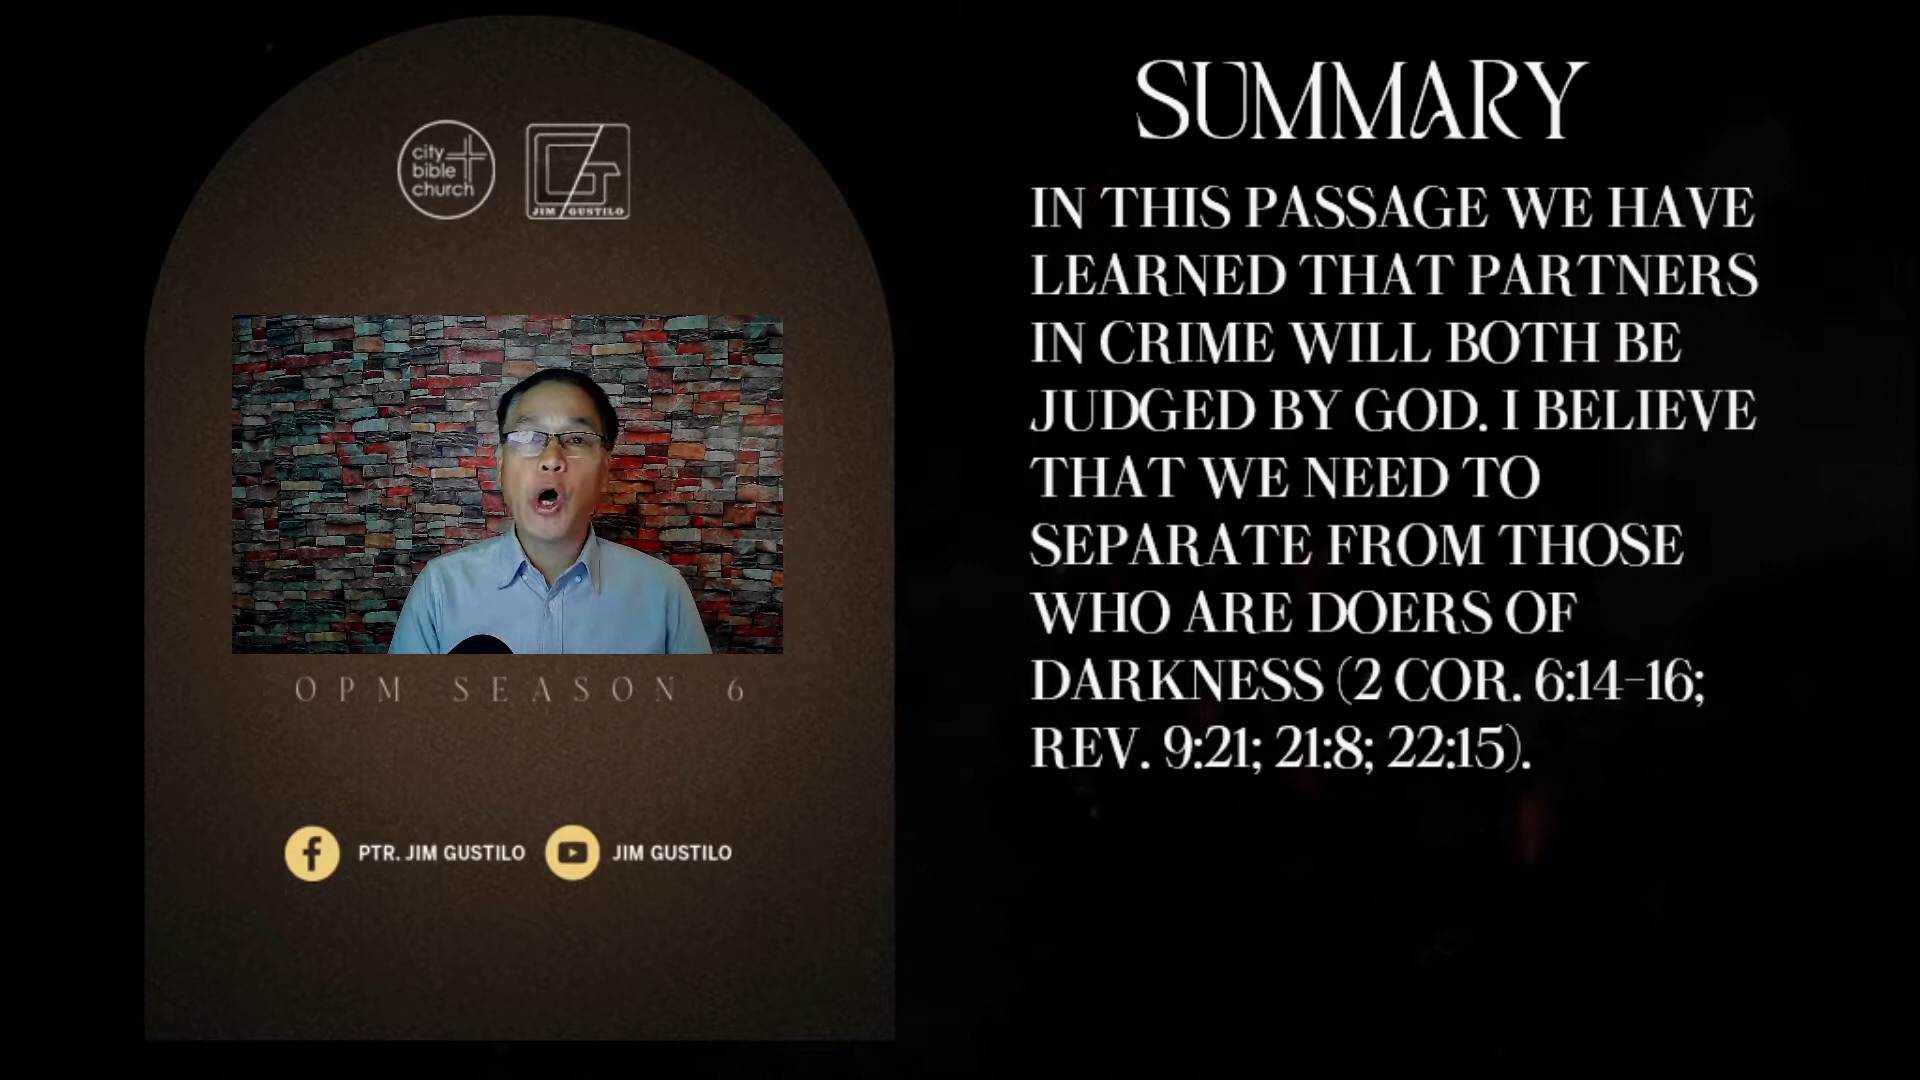 city
bible
church
JIM GUSTILO
OPM SEASON 6
PTR. JIM GUSTILO
JIM GUSTILO
SUMMARY
IN THIS PASSAGE WE HAVE
LEARNED THAT PARTNERS
IN CRIME WILL BOTH BE
JUDGED BY GOD. I BELIEVE
THAT WE NEED TO
SEPARATE FROM THOSE
WHO ARE DOERS OF
DARKNESS (2 COR. 6:14-16;
REV. 9:21; 21:8; 22:15).